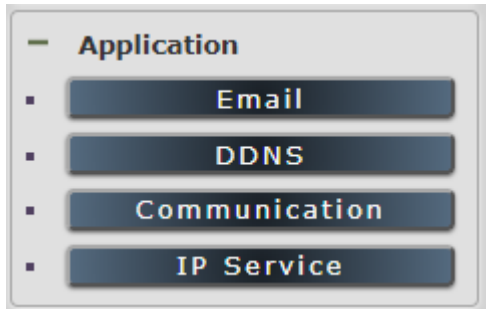 Application
Email
DDNS
Communication
IP Service